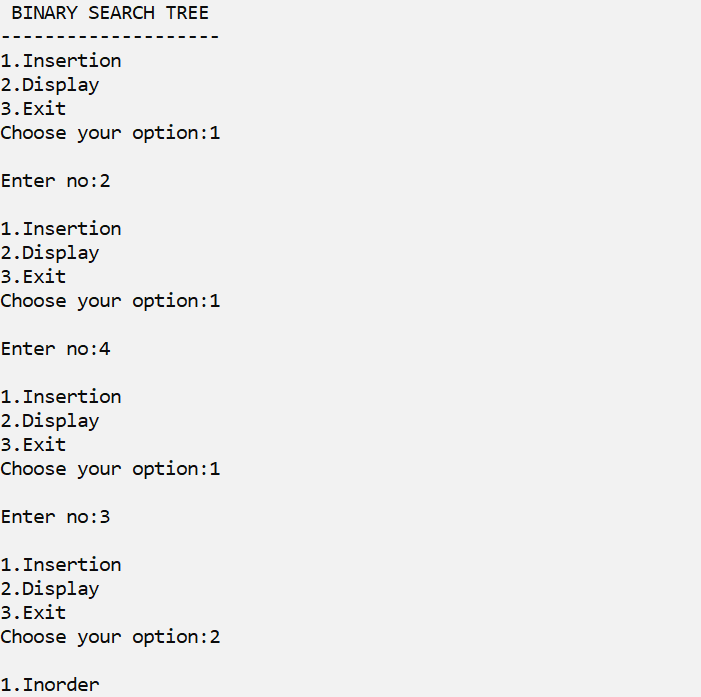 BINARY SEARCH TREE
--------------------
1.Insertion
2.Display
3.Exit
Choose your option:1
Enter no:2
1.Insertion
2.Display
3.Exit
Choose your option:1
Enter no:4
1.Insertion
2.Display
3.Exit
Choose your option:1
Enter no:3
1.Insertion
2.Display
3.Exit
Choose your option:2
1.Inorder